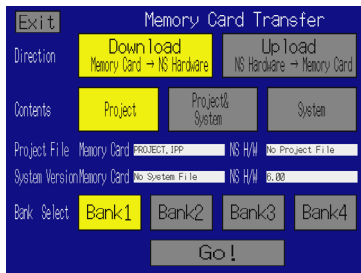 Exit Memory Card Transfer
Direction Download Upload
Memory Card → NS Hardware NS Hardware → Memory Card
Contents Project Project& System
System
Project File Memory Card PROJECT.IPP NS H/W No Project File
System Version Memory Card No System File NS H/W 6.00
Bank Select Bank1 Bank2 Bank3 Bank4
Go!